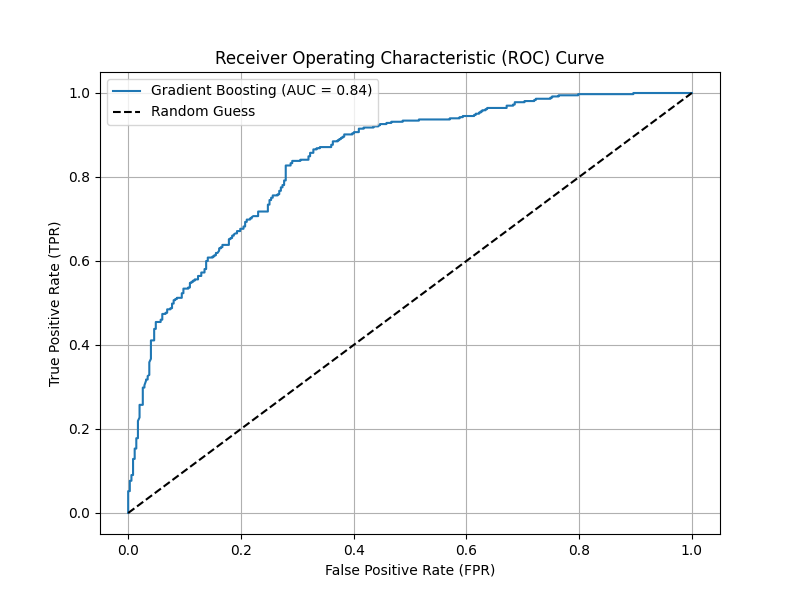 Receiver Operating Characteristic (ROC) Curve
Gradient Boosting (AUC = 0.84)
Random Guess
1.0
0.8
0.6
0.4
0.2
0.0
True Positive Rate (TPR)
0.0 0.2 0.4 0.6 0.8 1.0
False Positive Rate (FPR)